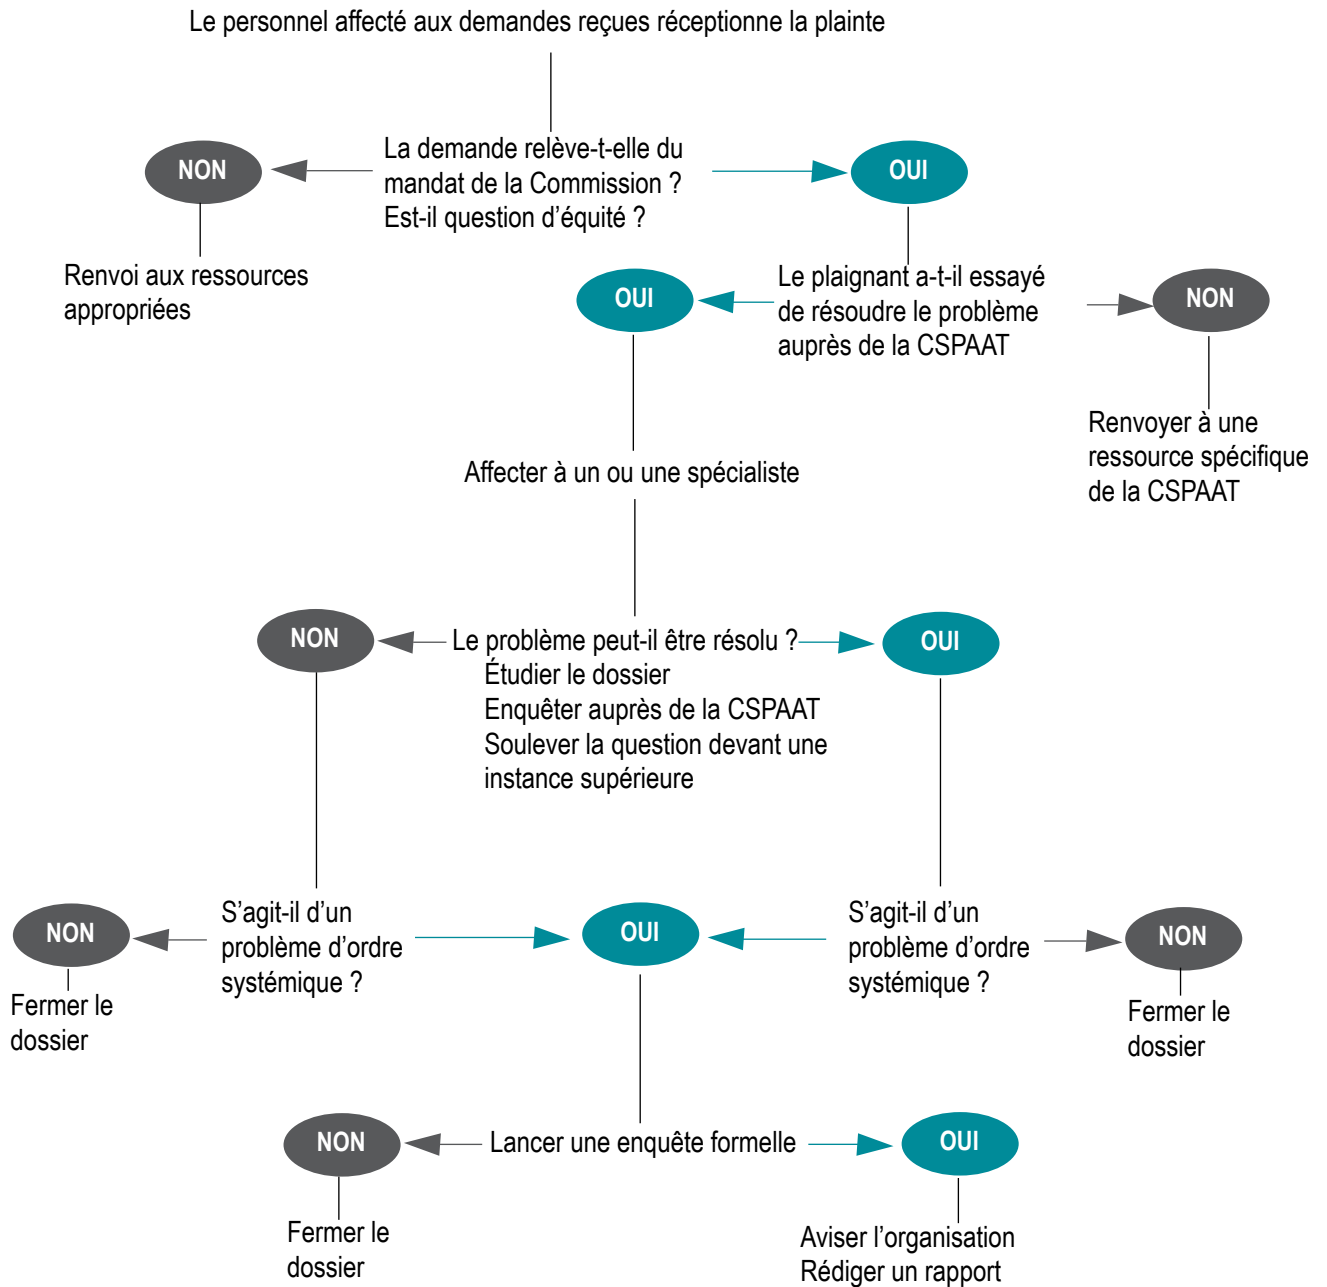 Le personnel affecté aux demandes reçues réceptionne la plainte
NON
La demande relève-t-elle du
mandat de la Commission ?
Est-il question d’équité ?
OUI
Renvoi aux ressources
appropriées
OUI
Le plaignant a-t-il essayé
de résoudre le problème
auprès de la CSPAAT
NON
Renvoyer à une
ressource spécifique
de la CSPAAT
Affecter à un ou une spécialiste
NON
Le problème peut-il être résolu ?
Étudier le dossier
Enquêter auprès de la CSPAAT
Soulever la question devant une
instance supérieure
OUI
NON
S’agit-il d’un
problème d’ordre
systémique ?
OUI
S’agit-il d’un
problème d’ordre
systémique ?
NON
Fermer le
dossier
Fermer le
dossier
NON
Lancer une enquête formelle
OUI
Fermer le
dossier
Aviser l’organisation
Rédiger un rapport